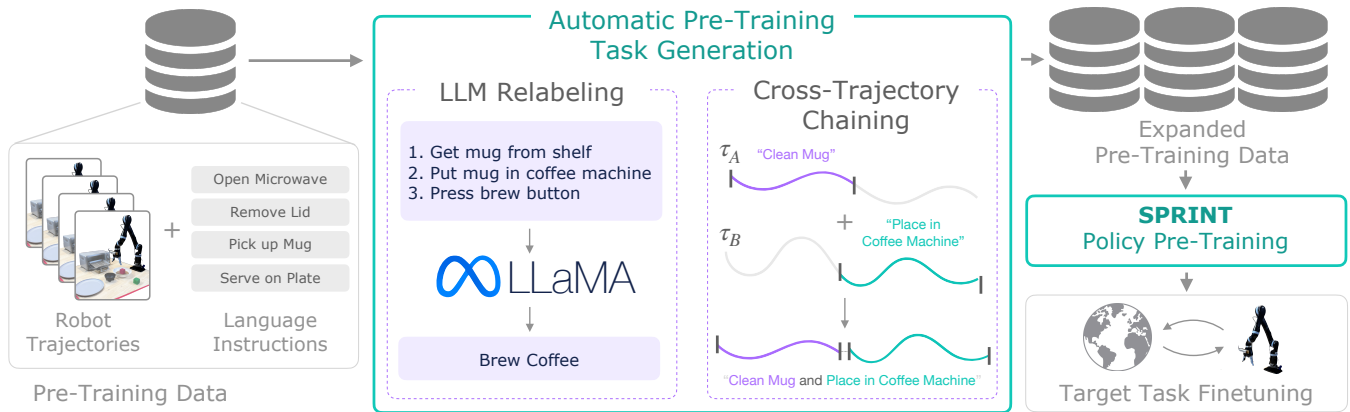 Automatic Pre-Training
Task Generation
LLM Relabeling
1. Get mug from shelf
2. Put mug in coffee machine
3. Press brew button
LLaMA
Brew Coffee
Cross-Trajectory
Chaining
τA
“Clean Mug”
+
“Place in
Coffee Machine”
τB
“Clean Mug and Place in Coffee Machine”
Open Microwave
Remove Lid
Pick up Mug
Serve on Plate
+
Robot
Trajectories
Language
Instructions
Pre-Training Data
Expanded
Pre-Training Data
SPRINT
Policy Pre-Training
Target Task Finetuning